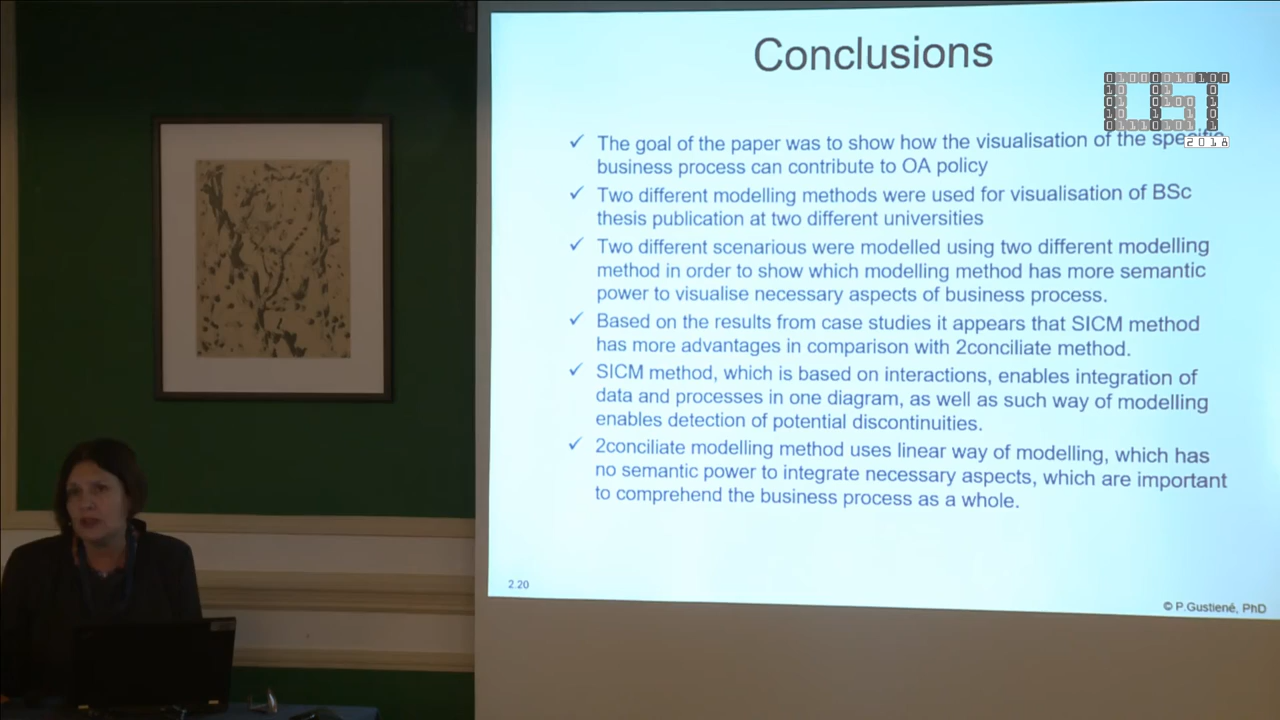 Conclusions
✓ The goal of the paper was to show how the visualisation of the specific
business process can contribute to OA policy
✓ Two different modelling methods were used for visualisation of BSc
thesis publication at two different universities
✓ Two different scenarious were modelled using two different modelling
method in order to show which modelling method has more semantic
power to visualise necessary aspects of business process.
✓ Based on the results from case studies it appears that SICM method
has more advantages in comparison with 2conciliate method.
✓ SICM method, which is based on interactions, enables integration of
data and processes in one diagram, as well as such way of modelling
enables detection of potential discontinuities.
✓ 2conciliate modelling method uses linear way of modelling, which has
no semantic power to integrate necessary aspects, which are important
to comprehend the business process as a whole.
2.20
© P.Gustienė, PhD
2018